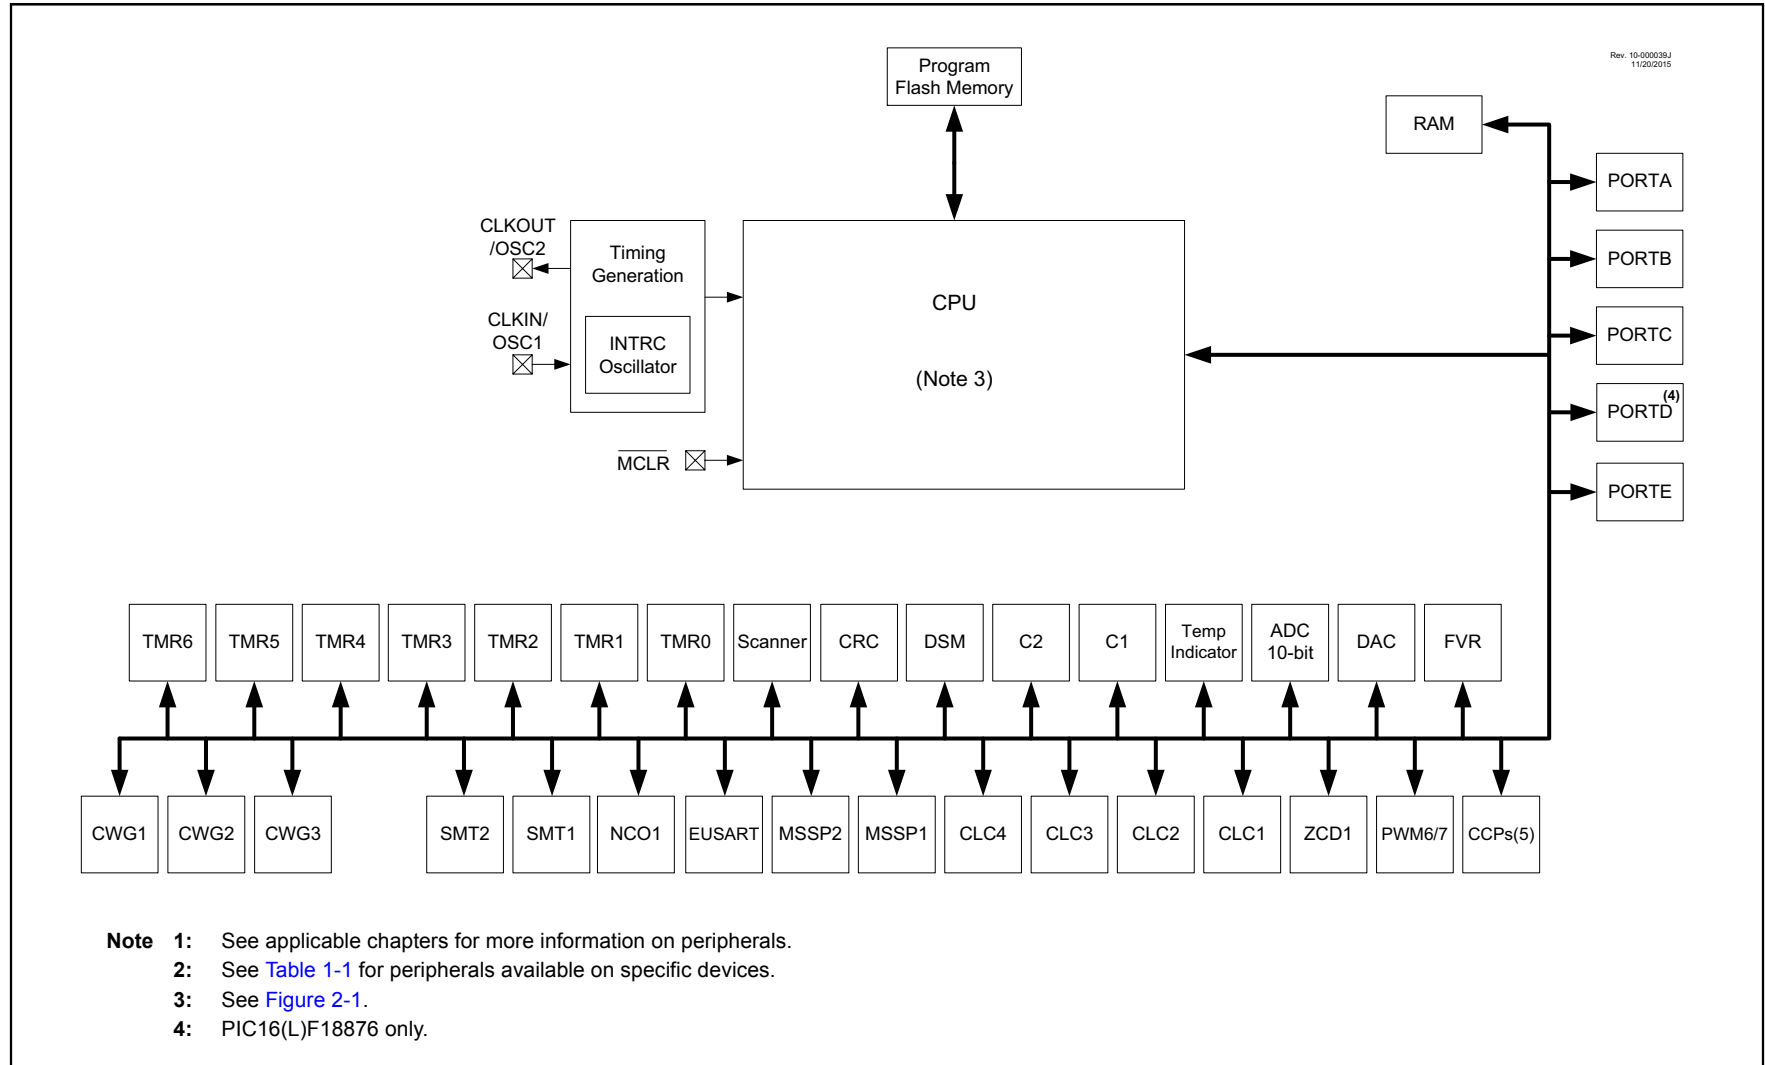 Rev. 10-000039J
11/20/2015
Program
Flash Memory
RAM
PORTA
CLKOUT
/OSC2
Timing
Generation
PORTB
CPU
CLKIN/
OSC1
INTRC
Oscillator
PORTC
(Note 3)
PORTD(4)
MCLR
PORTE
TMR6
TMR5
TMR4
TMR3
TMR2
TMR1
TMR0
Scanner
CRC
DSM
C2
C1
Temp
Indicator
ADC
10-bit
DAC
FVR
CWG1
CWG2
CWG3
SMT2
SMT1
NCO1
EUSART
MSSP2
MSSP1
CLC4
CLC3
CLC2
CLC1
ZCD1
PWM6/7
CCPs(5)
Note 1: See applicable chapters for more information on peripherals.
2: See Table 1-1 for peripherals available on specific devices.
3: See Figure 2-1.
4: PIC16(L)F18876 only.